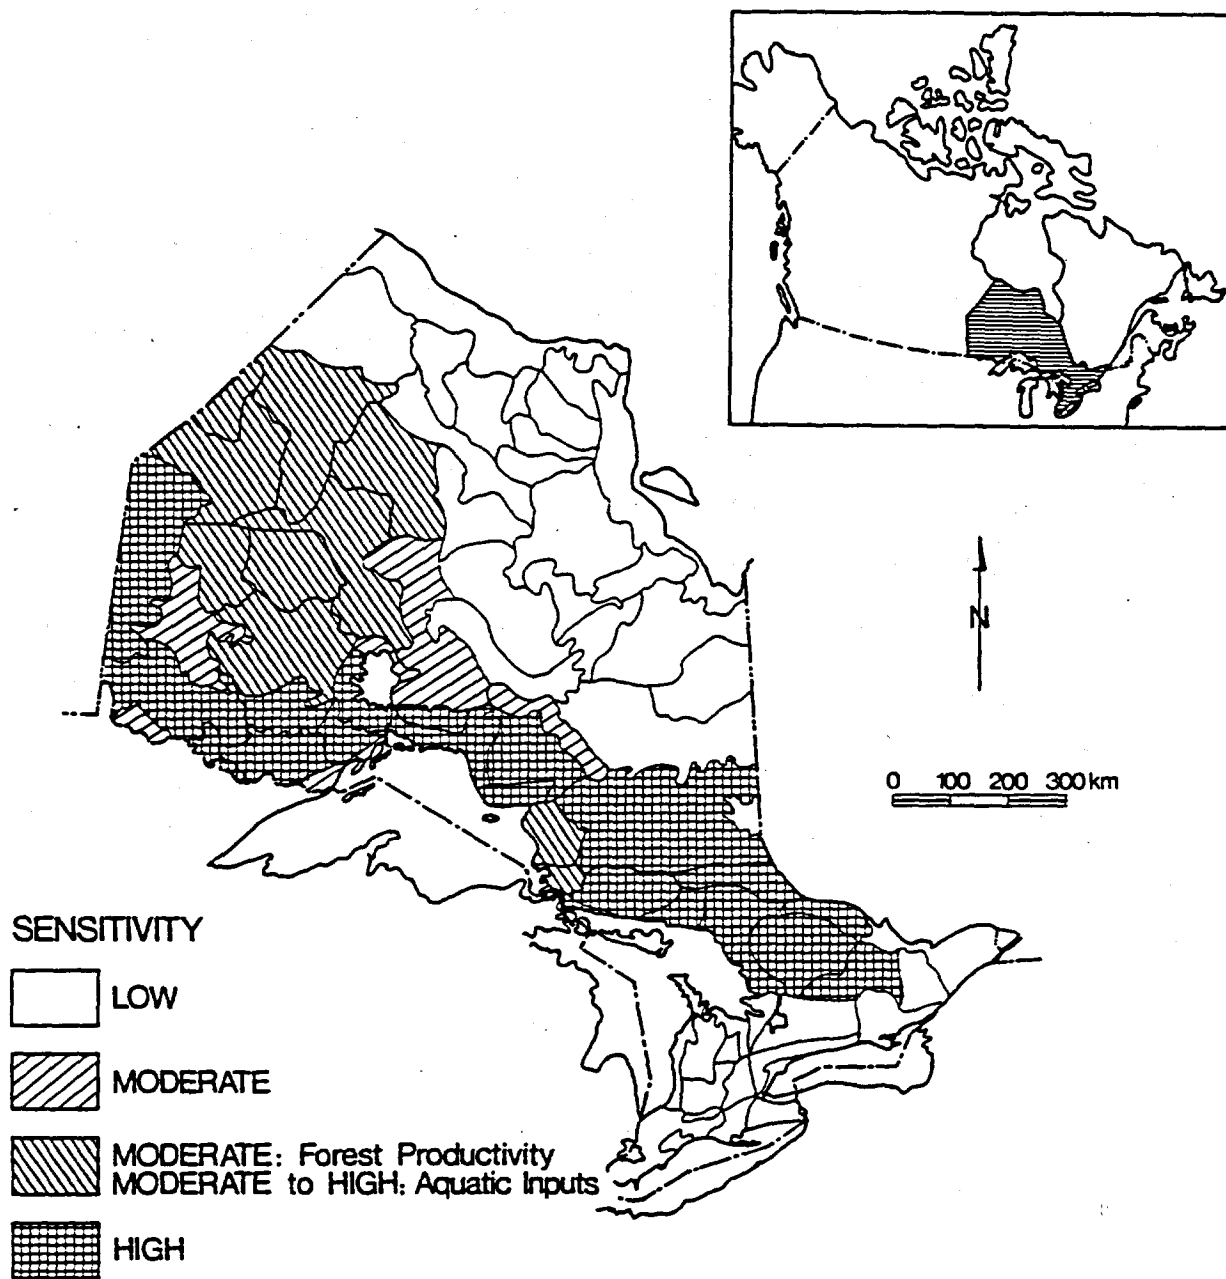 N
0 100 200 300 km
SENSITIVITY
LOW
MODERATE
MODERATE: Forest Productivity
MODERATE to HIGH: Aquatic Inputs
HIGH